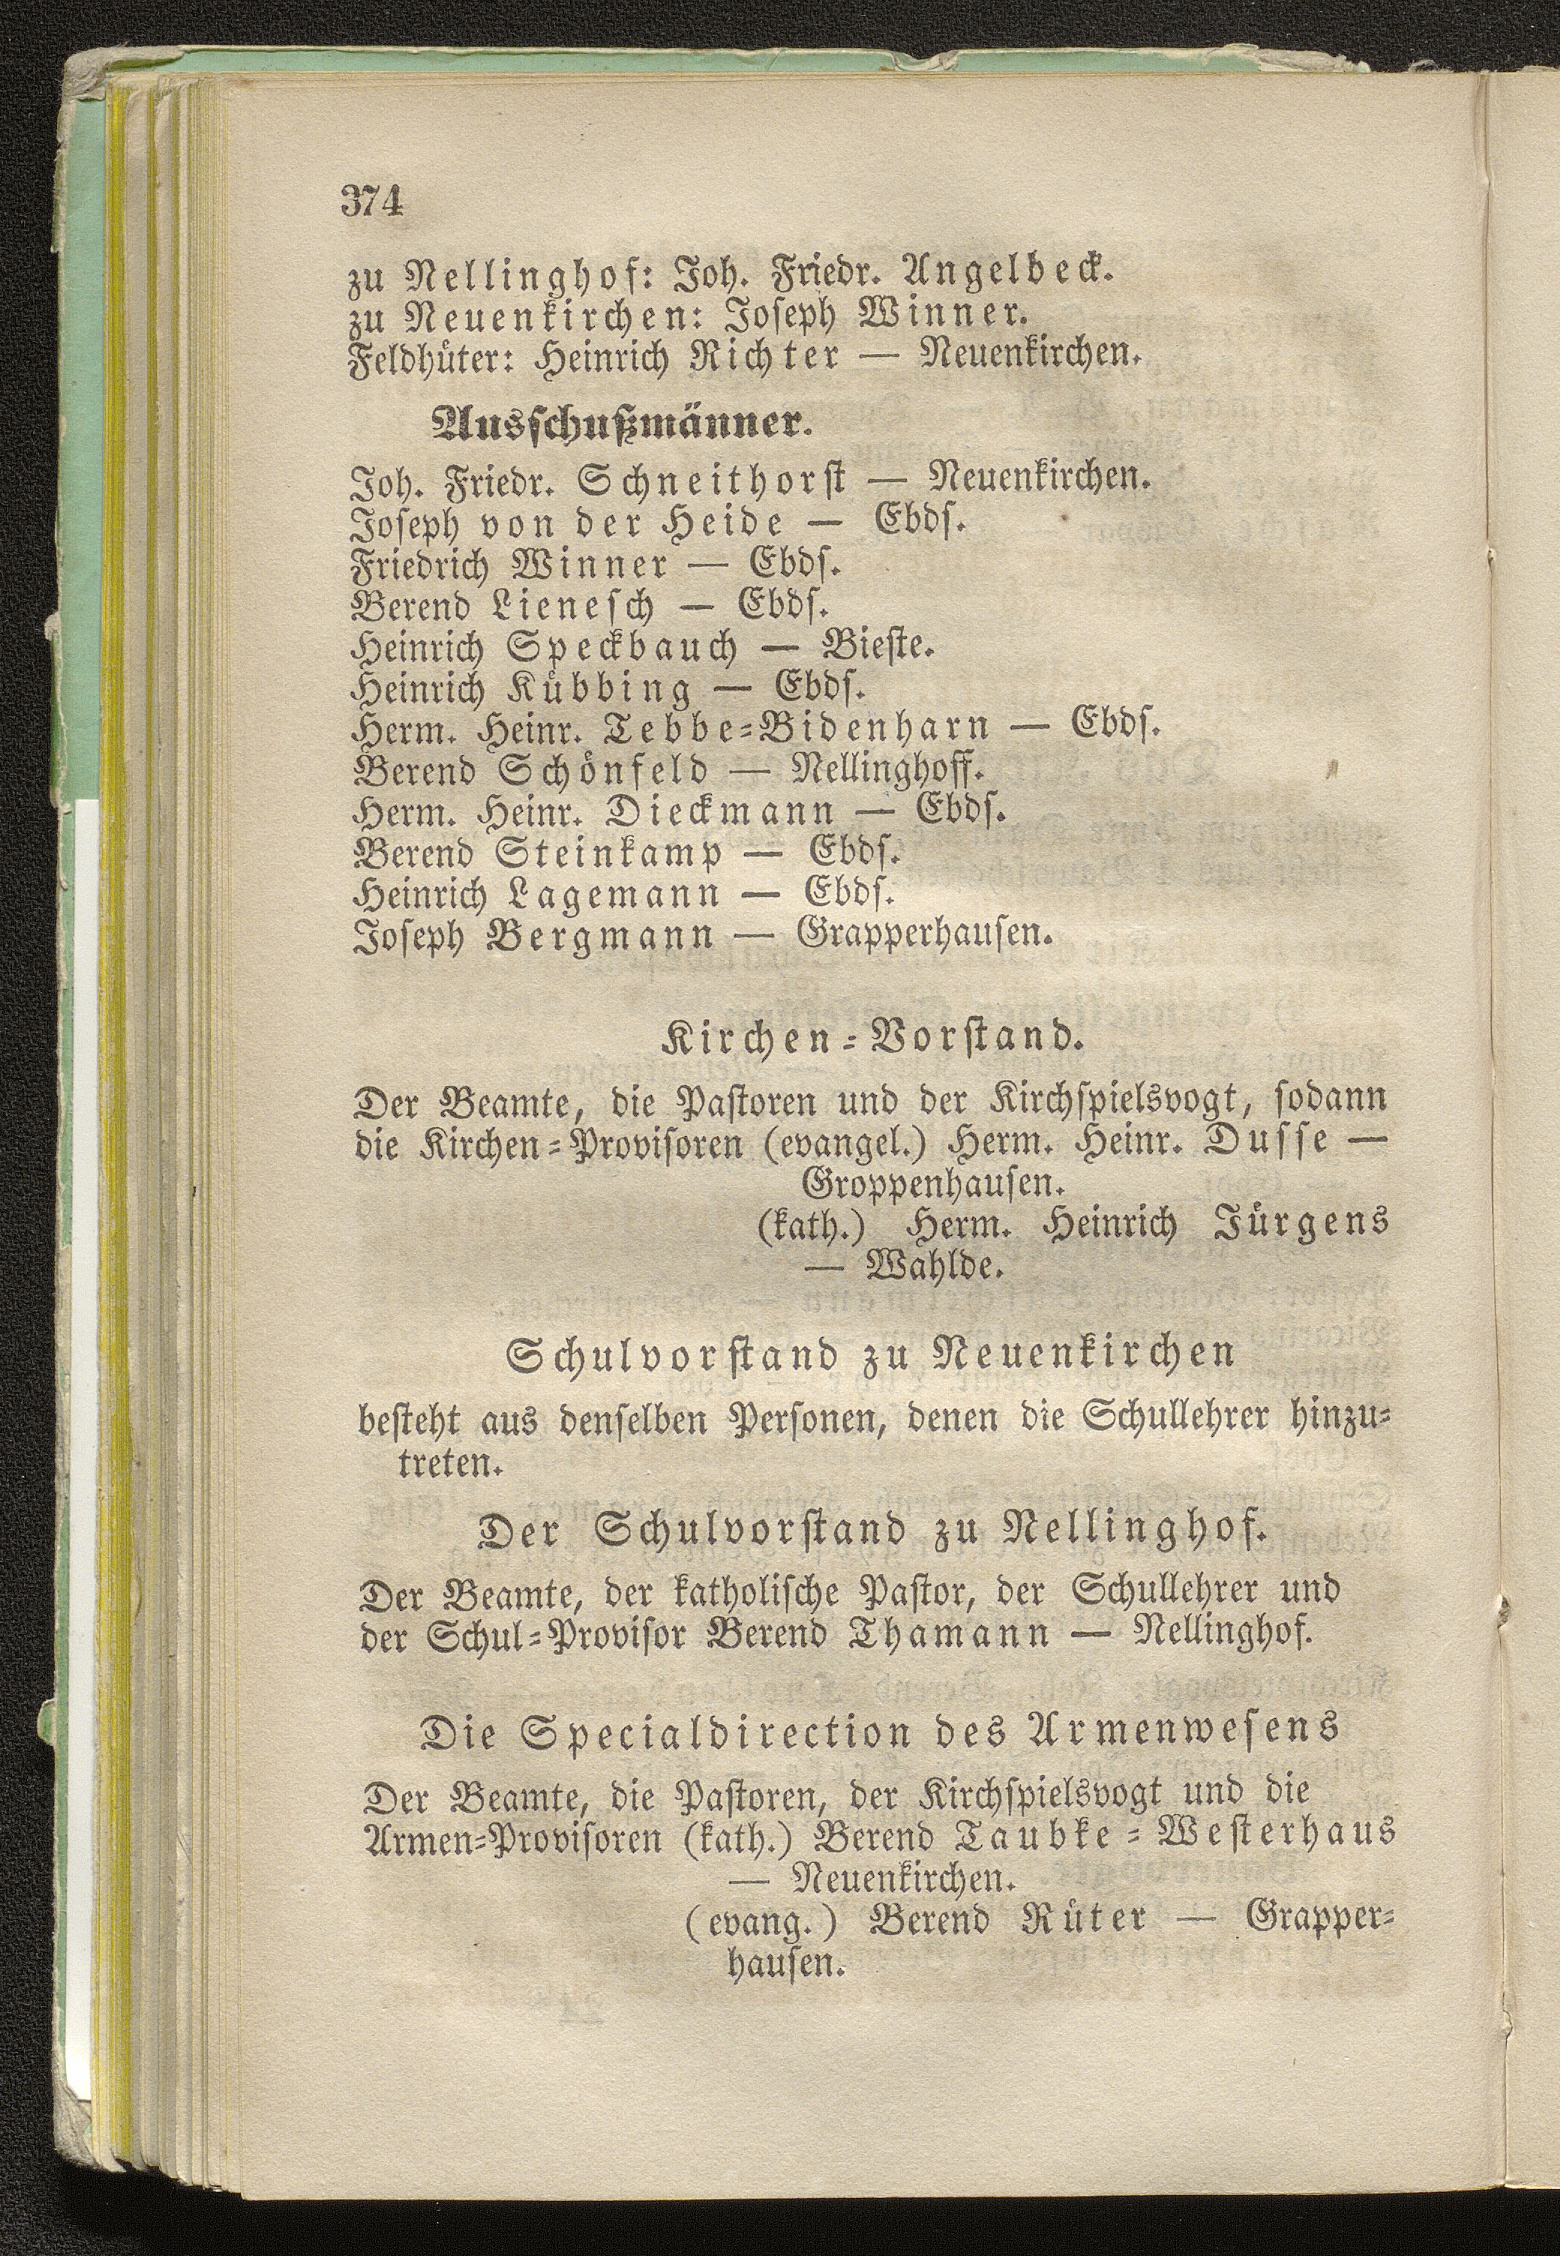 374
zu Nellinghof: Joh. Friedr. Angelbeck.
zu Neuenkirchen: Joſeph Winner.
Feldhüter: Heinrich Richter — Neuenkirchen.
Ausſchußmänner.
Joh. Friedr. Schneithorſt — Neuenkirchen.
Joſeph von der Heide — Ebdſ.
Friedrich Winner — Ebdſ.
Berend Lieneſch — Ebdſ.
Heinrich Speckbauch — Bieſte.
Heinrich Kübbing — Ebdſ.
Herm. Heinr. Tebbe=Bidenharn — Ebdſ.
Berend Schönfeld — Nellinghoff.
Herm. Heinr. Dieckmann — Ebdſ.
Berend Steinkamp — Ebdſ.
Heinrich Lagemann — Ebdſ.
Joſeph Bergmann — Grapperhauſen.
Kirchen=Vorſtand.
Der Beamte, die Paſtoren und der Kirchſpielsvogt, ſodann
die Kirchen=Proviſoren (evangel.) Herm. Heinr. Duſſe —
Groppenhauſen.
(kath.) Herm. Heinrich Jürgens
— Wahlde.
Schulvorſtand zu Neuenkirchen
beſteht aus denſelben Perſonen, denen die Schullehrer hinzu=
treten.
Der Schulvorſtand zu Nellinghof.
Der Beamte, der katholiſche Paſtor, der Schullehrer und
der Schul=Proviſor Berend Thamann — Nellinghof.
Die Specialdirection des Armenweſens
Der Beamte, die Paſtoren, der Kirchſpielsvogt und die
Armen=Proviſoren (kath.) Berend Taubke=Weſterhaus
— Neuenkirchen.
(evang.) Berend Rüter — Grapper=
hauſen.